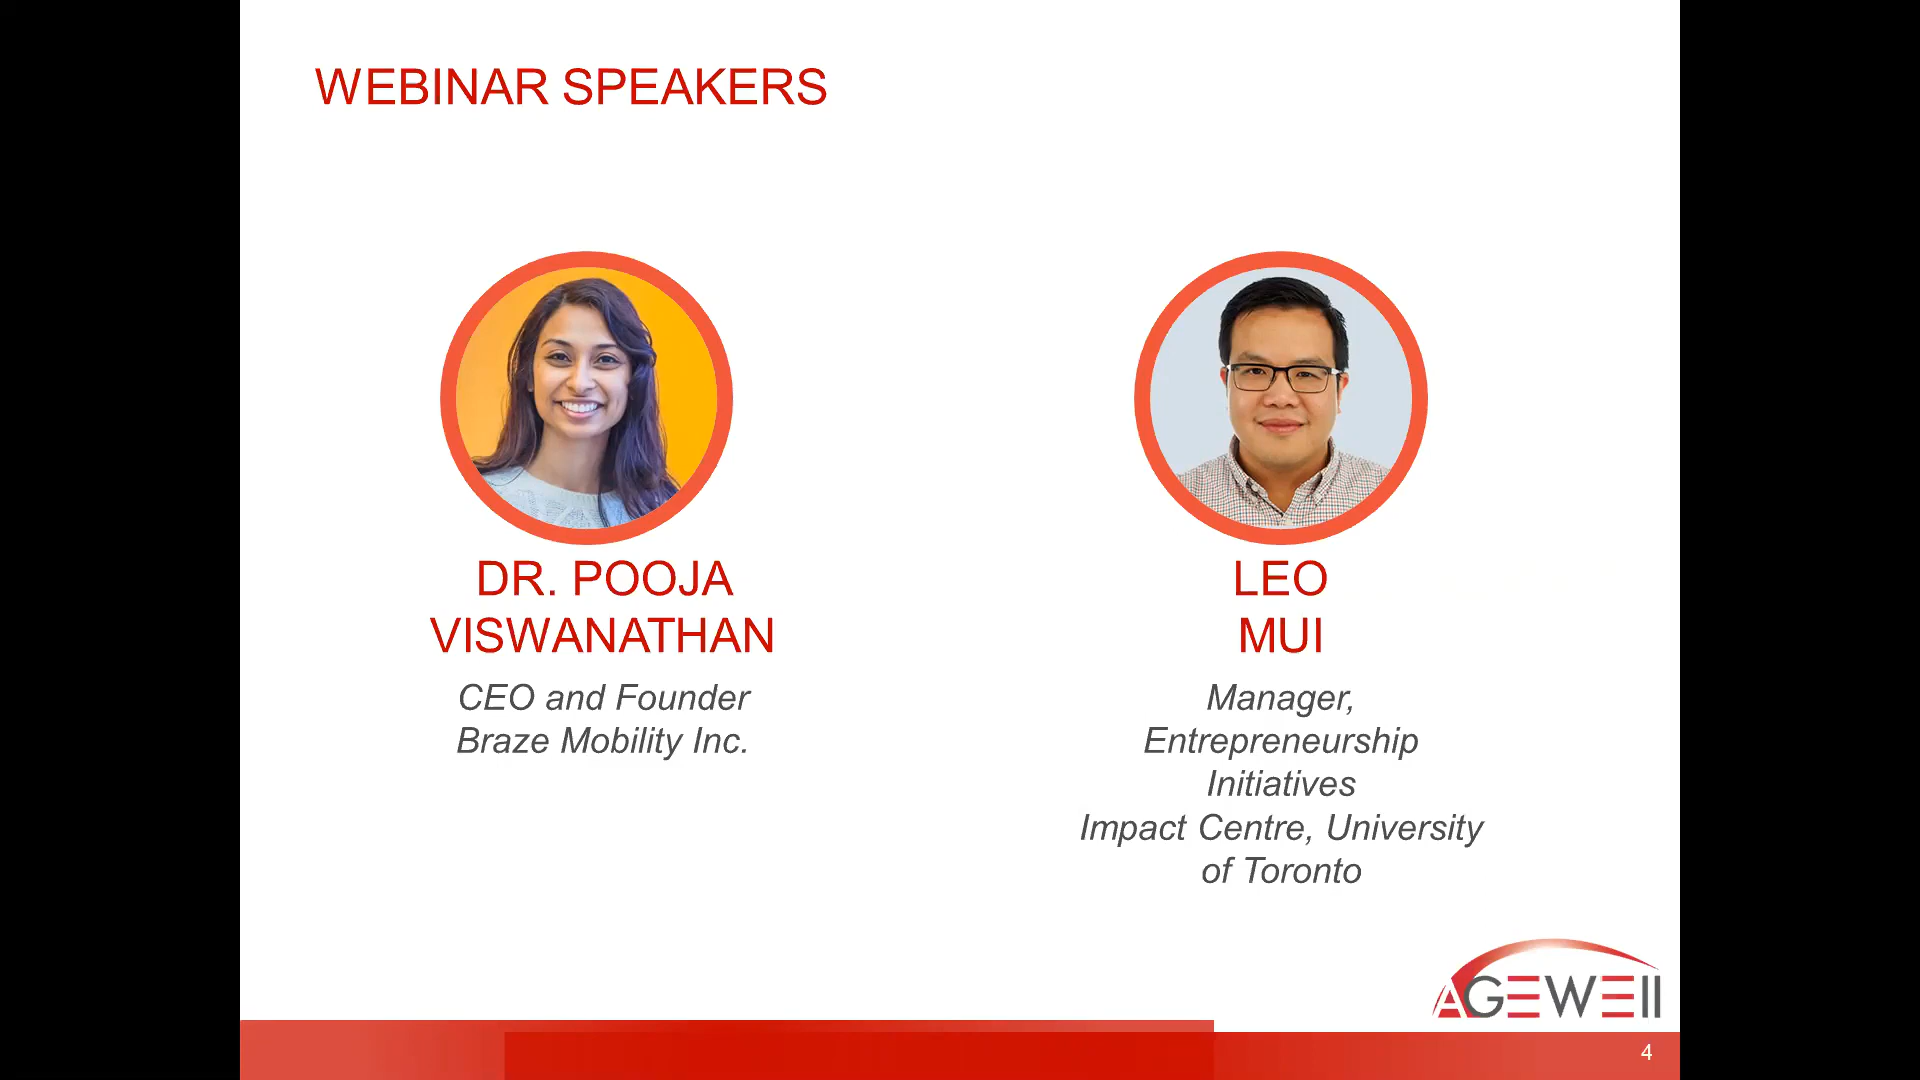 WEBINAR SPEAKERS
DR. POOJA
VISWANATHAN
CEO and Founder
Braze Mobility Inc.
LEO
MUI
Manager,
Entrepreneurship
Initiatives
Impact Centre, University
of Toronto
AGEWEll
4